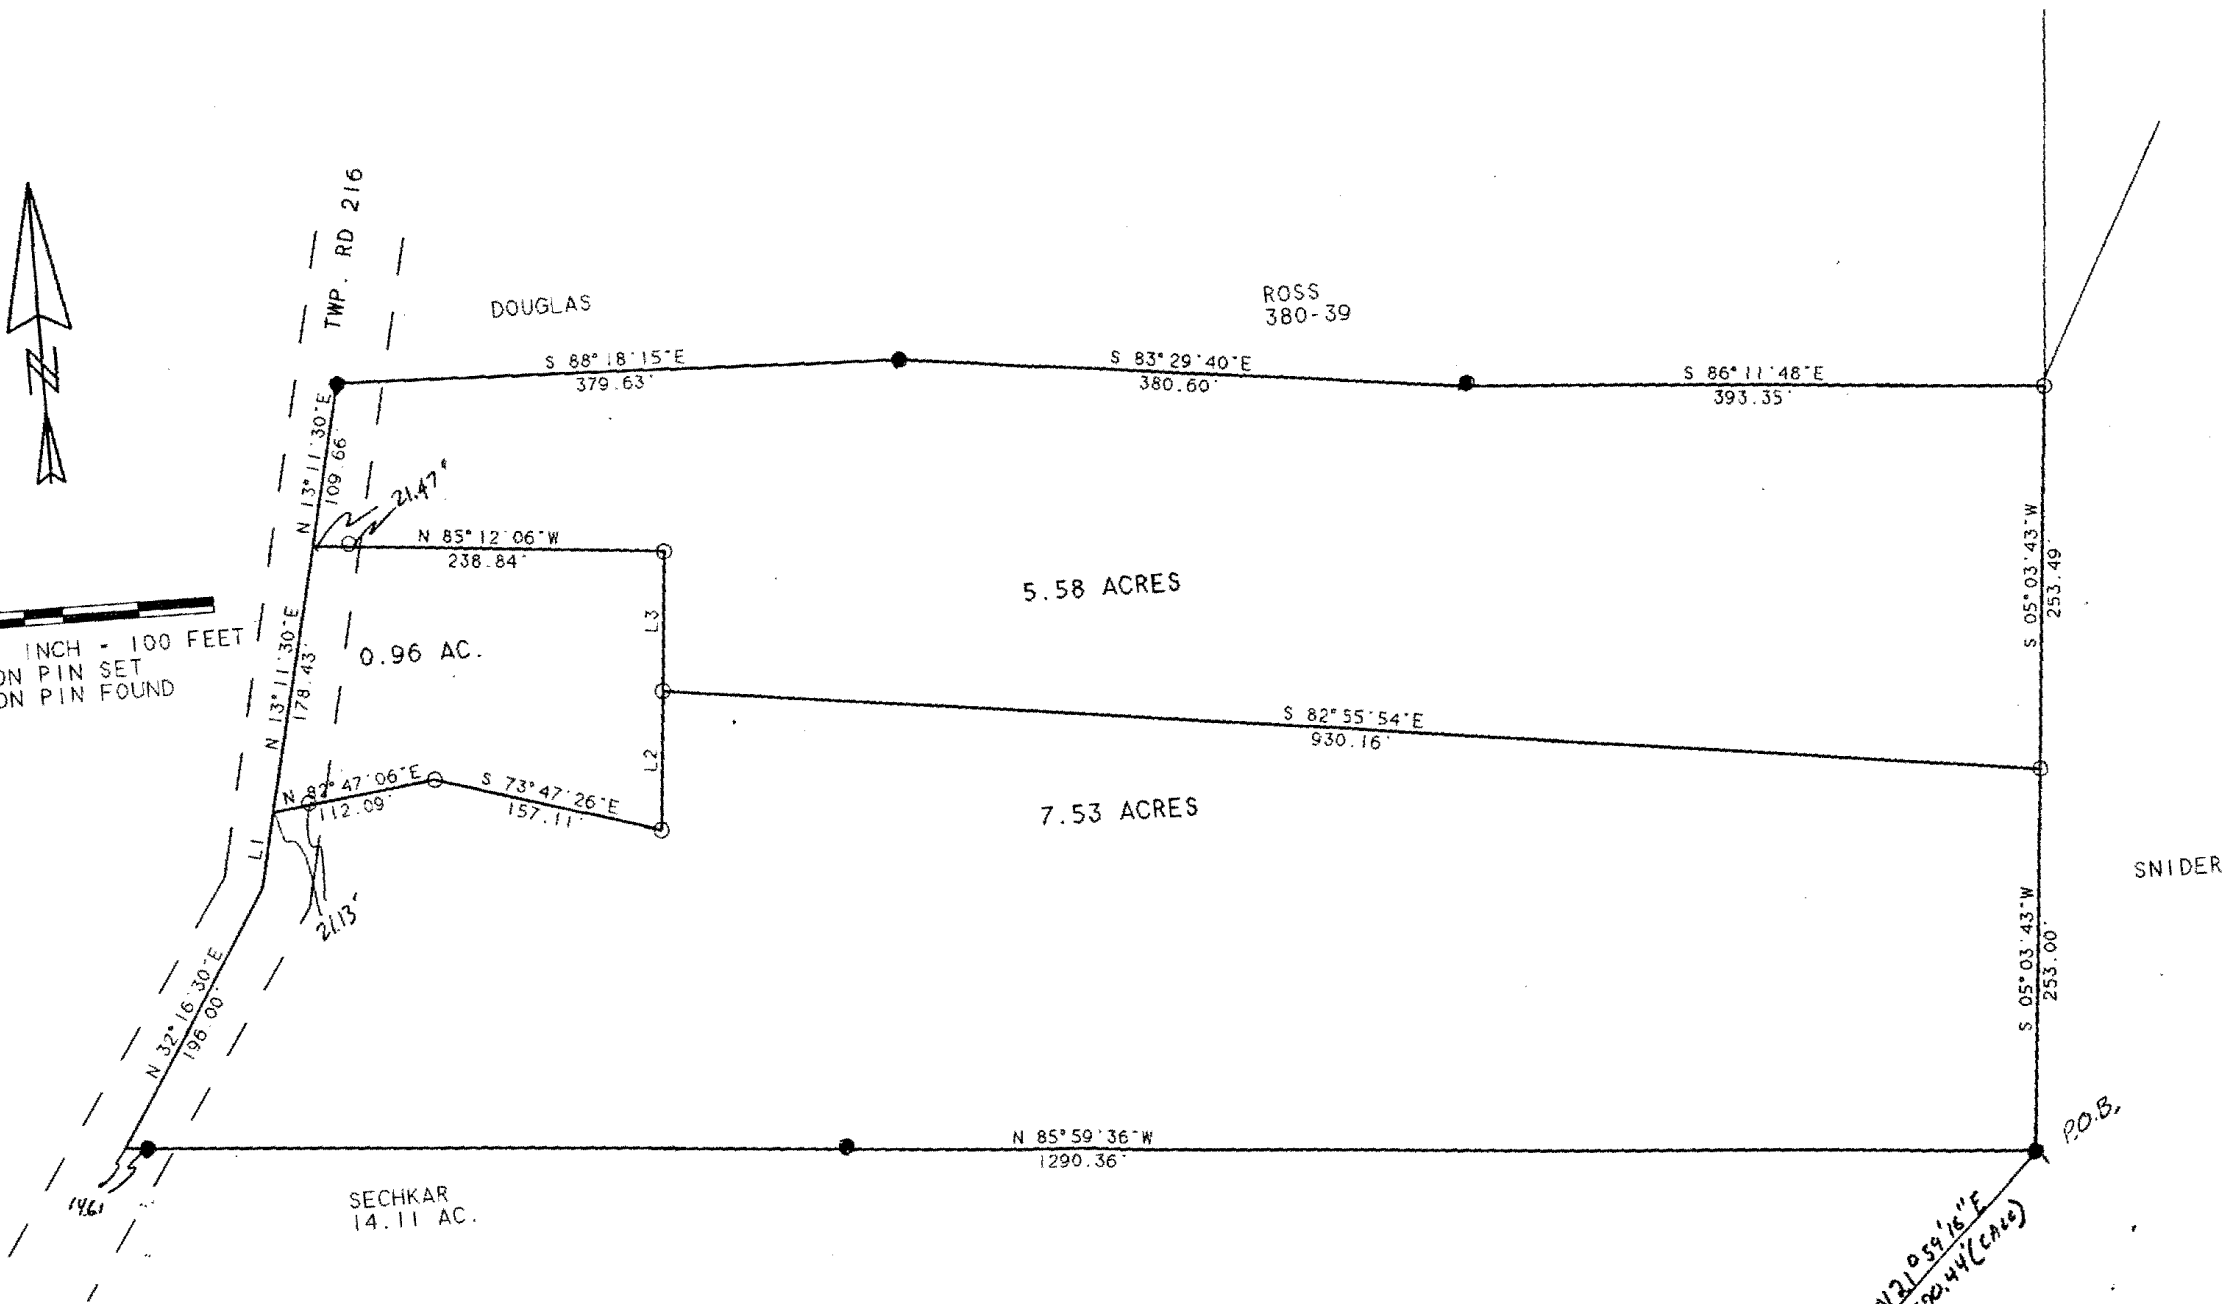 TWP. RD 216
DOUGLAS
ROSS
380-39
S 88°18'15"E
379.63'
S 83°29'40"E
380.60'
S 86°11'48"E
393.35'
N 13°11'30"E
109.66'
21.47'
N 85°12'06"W
238.84'
S 05°03'43"W
253.49'
5.58 ACRES
L3
INCH - 100 FEET
ON PIN SET
ON PIN FOUND
N 13°11'30"E
178.43'
0.96 AC.
S 82°55'54"E
930.16'
L2
N 82°47'06"E
112.09'
S 73°47'26"E
157.11'
7.53 ACRES
L1
SNIDER
21.13'
S 05°03'43"W
253.00'
N 32°16'30"E
196.00'
P.O.B.
N 85°59'36"W
1290.36'
SECHKAR
14.11 AC.
N 21°59'18"E
(CALC)